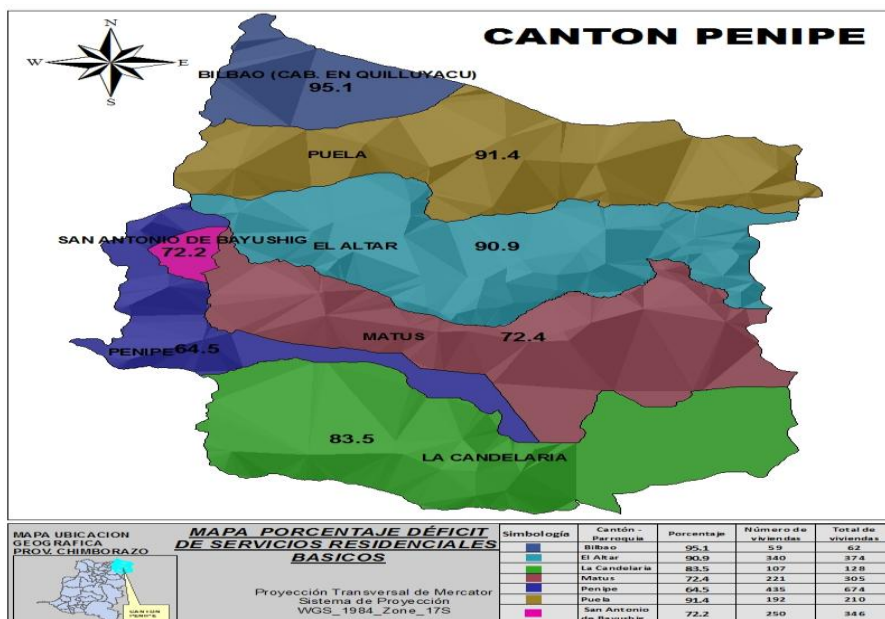 CANTON PENIPE
N
W
E
S
BILBAO (CAB. EN QUILLUYACU)
95.1
PUELA
91.4
SAN ANTONIO DE BAYUSHIG
72.2
EL ALTAR
90.9
MATUS
72.4
PENIPE 64.5
83.5
LA CANDELARIA
MAPA UBICACION
GEOGRAFICA
PROV. CHIMBORAZO
CANTON
PENIPE
MAPA PORCENTAJE DÉFICIT
DE SERVICIOS RESIDENCIALES
BASICOS
Proyección Transversal de Mercator
Sistema de Proyección
WGS_1984_Zone_17S
Simbología Cantón - Parroquia Porcentaje Número de viviendas Total de viviendas
Bilbao 95.1 59 62
El Altar 90.9 340 374
La Candelaria 83.5 107 128
Matus 72.4 221 305
Penipe 64.5 435 674
Puela 91.4 192 210
San Antonio de Bayushig 72.2 250 346